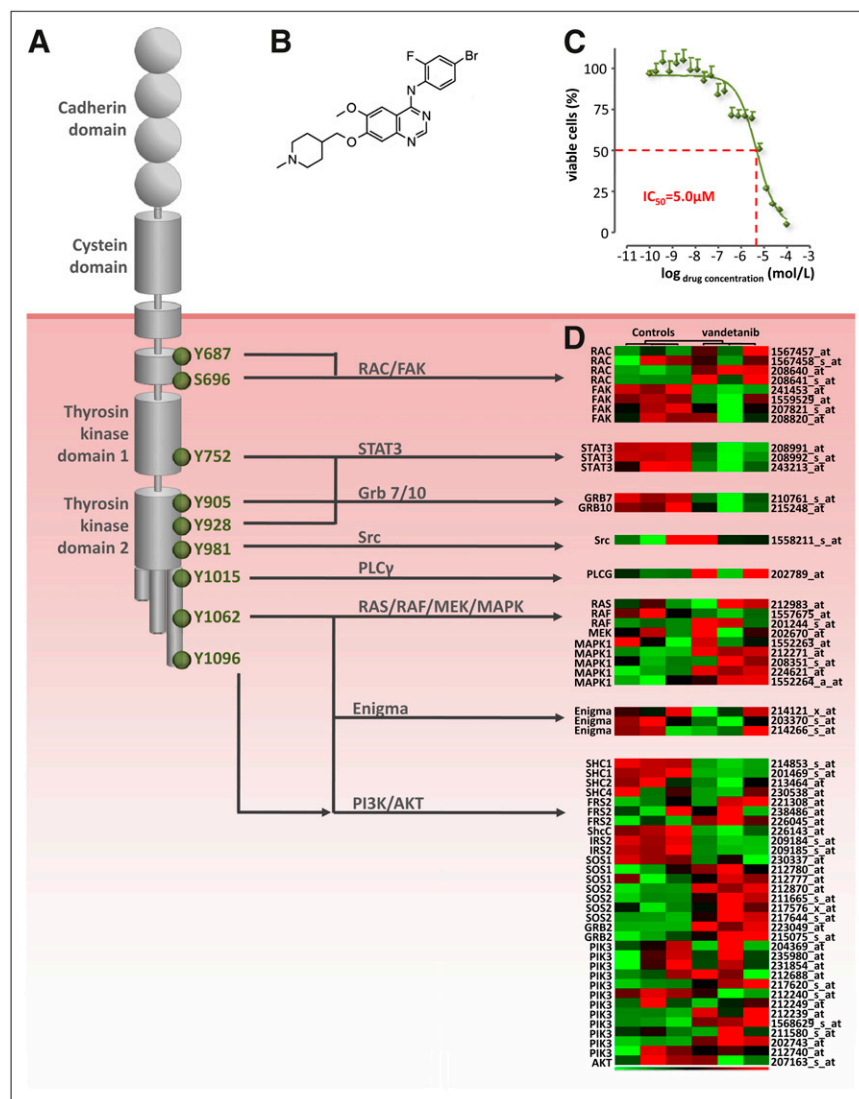 A
Cadherin
domain
Cystein
domain
Thyrosin
kinase
domain 1
Thyrosin
kinase
domain 2
Y687
S696
Y752
Y905
Y928
Y981
Y1015
Y1062
Y1096
RAC/FAK
STAT3
Grb 7/10
Src
PLCγ
RAS/RAF/MEK/MAPK
Enigma
PI3K/AKT
B
F
Br
HN
O
N
N
O
N
C
viable cells (%)
100
75
50
25
0
IC50=5.0μM
-11 -10 -9 -8 -7 -6 -5 -4 -3
log drug concentration (mol/L)
D
Controls vandetanib
RAC 1567457_at
RAC 1567458_s_at
RAC 208640_at
RAC 208641_s_at
FAK 241453_at
FAK 1559529_at
FAK 207821_s_at
FAK 208820_at
STAT3 208991_at
STAT3 208992_s_at
STAT3 243213_at
GRB7 210761_s_at
GRB10 215248_at
Src 1558211_s_at
PLCG 202789_at
RAS 212983_at
RAF 1557675_at
RAF 201244_s_at
MEK 202670_at
MAPK1 1552263_at
MAPK1 212271_at
MAPK1 208351_s_at
MAPK1 224621_at
MAPK1 1552264_a_at
Enigma 214121_x_at
Enigma 203370_s_at
Enigma 214266_s_at
SHC1 214853_s_at
SHC1 201469_s_at
SHC2 213464_at
SHC4 230538_at
FRS2 221308_at
FRS2 238486_at
FRS2 226045_at
ShcC 226143_at
IRS2 209184_s_at
IRS2 209185_s_at
SOS1 230337_at
SOS1 212780_at
SOS1 212777_at
SOS2 212870_at
SOS2 211665_s_at
SOS2 217576_x_at
SOS2 217644_s_at
GRB2 223049_at
GRB2 215075_s_at
PIK3 204369_at
PIK3 235980_at
PIK3 231854_at
PIK3 212688_at
PIK3 217620_s_at
PIK3 212240_s_at
PIK3 212249_at
PIK3 212239_at
PIK3 1568629_s_at
PIK3 211580_s_at
PIK3 202743_at
PIK3 212740_at
AKT 207163_s_at